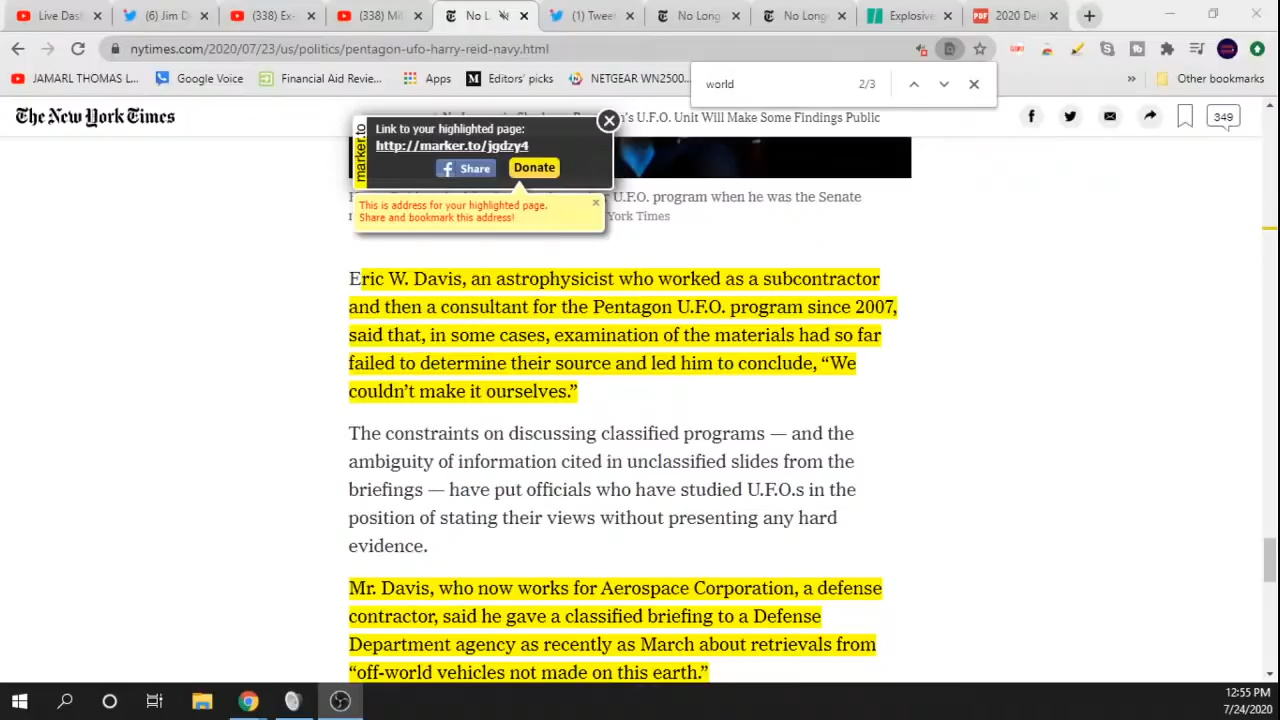 Live Das
(6) Jim D
(338) Ex-
(338) Mi
No L
(1) Twee
No Long
No Long
Explosive
2020 De
nytimes.com/2020/07/23/us/politics/pentagon-ufo-harry-reid-navy.html
JAMARL THOMAS L...
Google Voice
Financial Aid Revie...
Apps
Editors' picks
NETGEAR WN2500...
»
Other bookmarks
world
2/3
The New York Times
's U.F.O. Unit Will Make Some Findings Public
349
marker.to
Link to your highlighted page:
http://marker.to/jgdzy4
Share
Donate
This is address for your highlighted page.
Share and bookmark this address!
U.F.O. program when he was the Senate
York Times
Eric W. Davis, an astrophysicist who worked as a subcontractor
and then a consultant for the Pentagon U.F.O. program since 2007,
said that, in some cases, examination of the materials had so far
failed to determine their source and led him to conclude, “We
couldn’t make it ourselves.”
The constraints on discussing classified programs — and the
ambiguity of information cited in unclassified slides from the
briefings — have put officials who have studied U.F.O.s in the
position of stating their views without presenting any hard
evidence.
Mr. Davis, who now works for Aerospace Corporation, a defense
contractor, said he gave a classified briefing to a Defense
Department agency as recently as March about retrievals from
“off-world vehicles not made on this earth.”
12:55 PM
7/24/2020